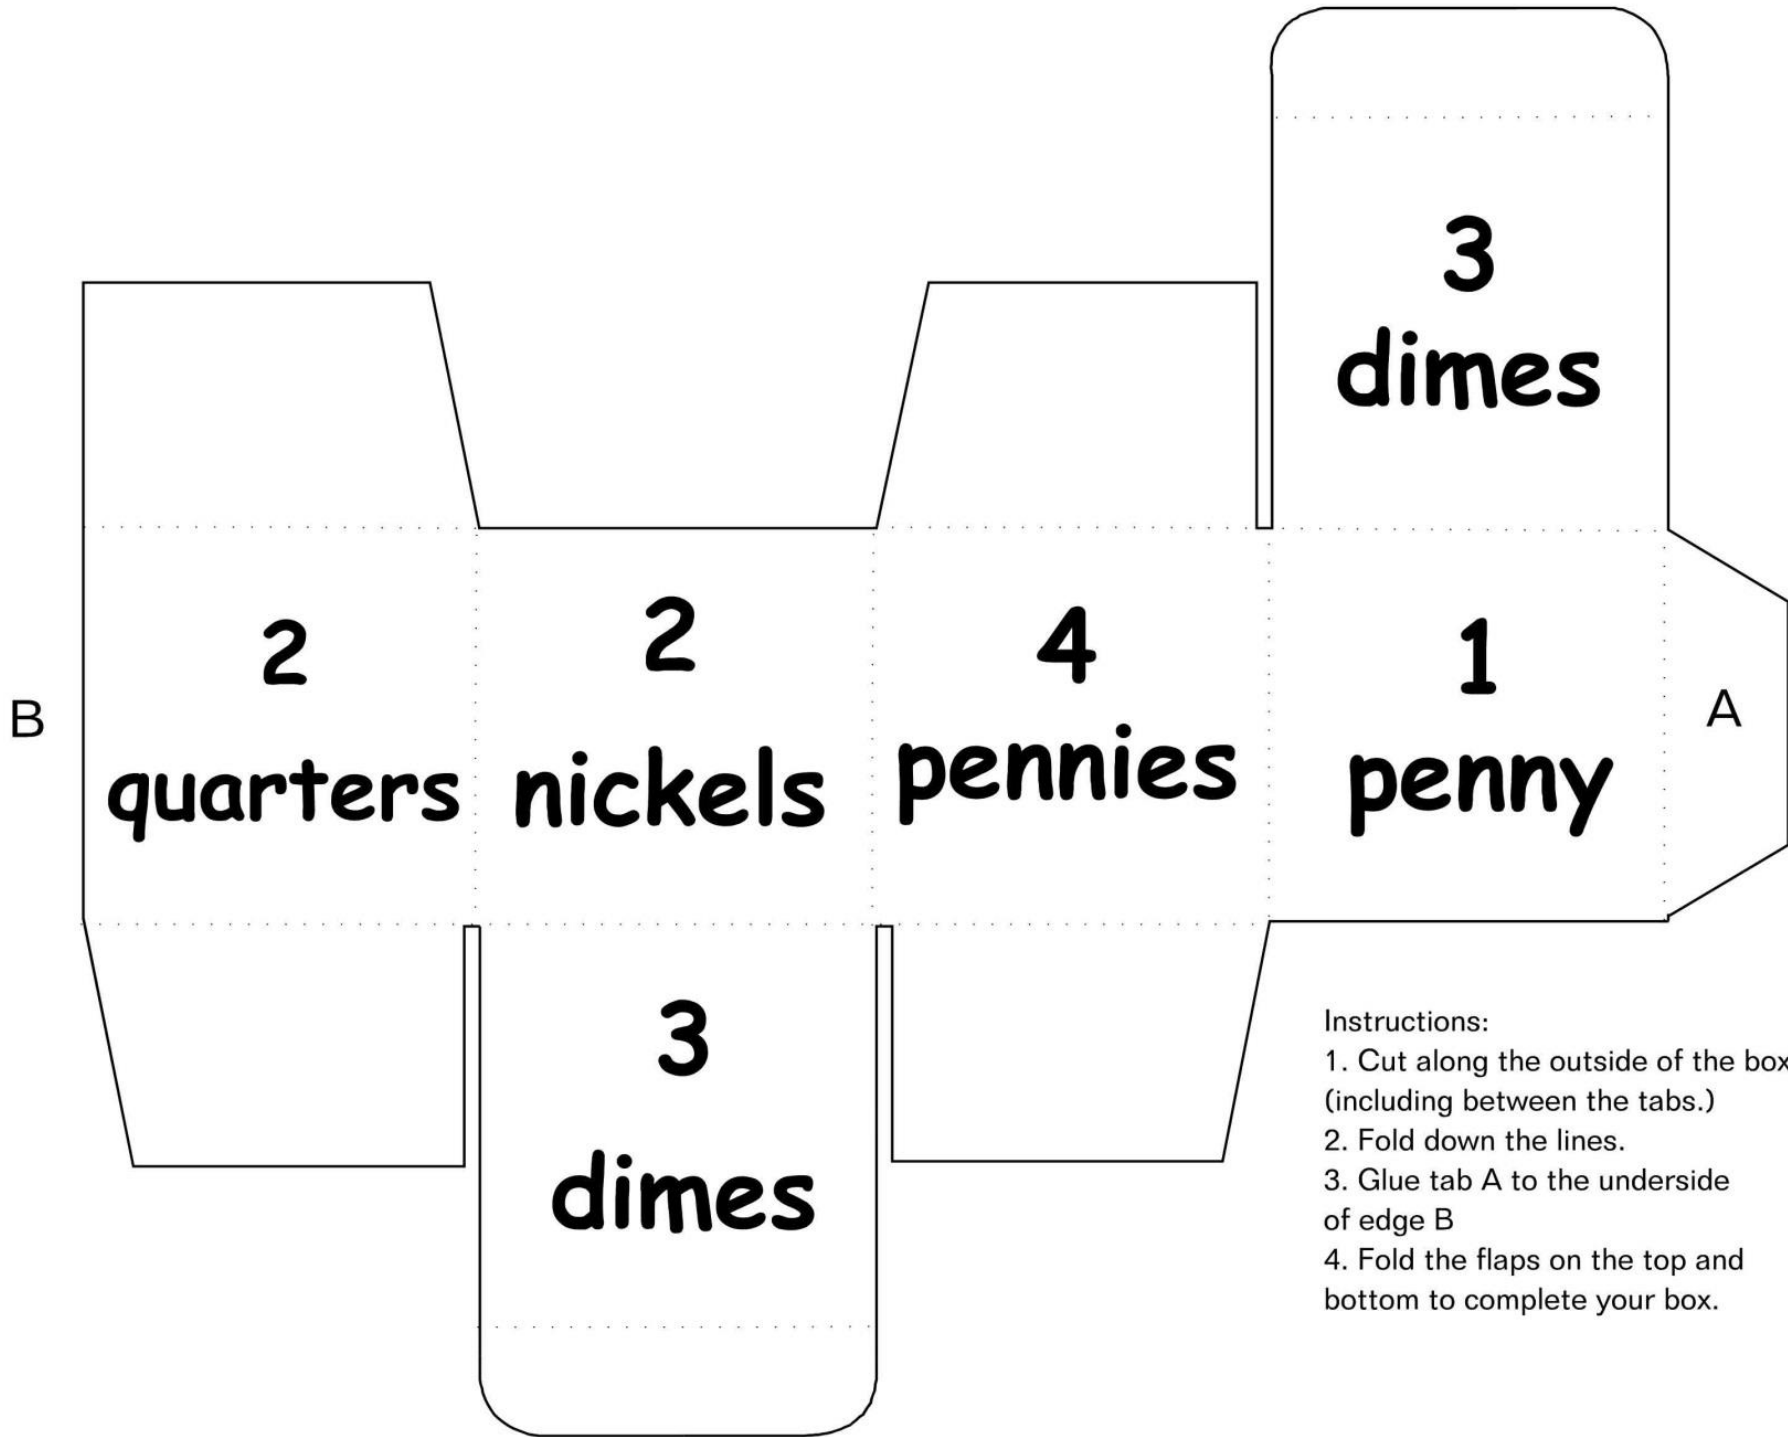 3
dimes
2
quarters
2
nickels
4
pennies
1
penny
B
A
3
dimes
Instructions:
1. Cut along the outside of the box
(including between the tabs.)
2. Fold down the lines.
3. Glue tab A to the underside
of edge B
4. Fold the flaps on the top and
bottom to complete your box.